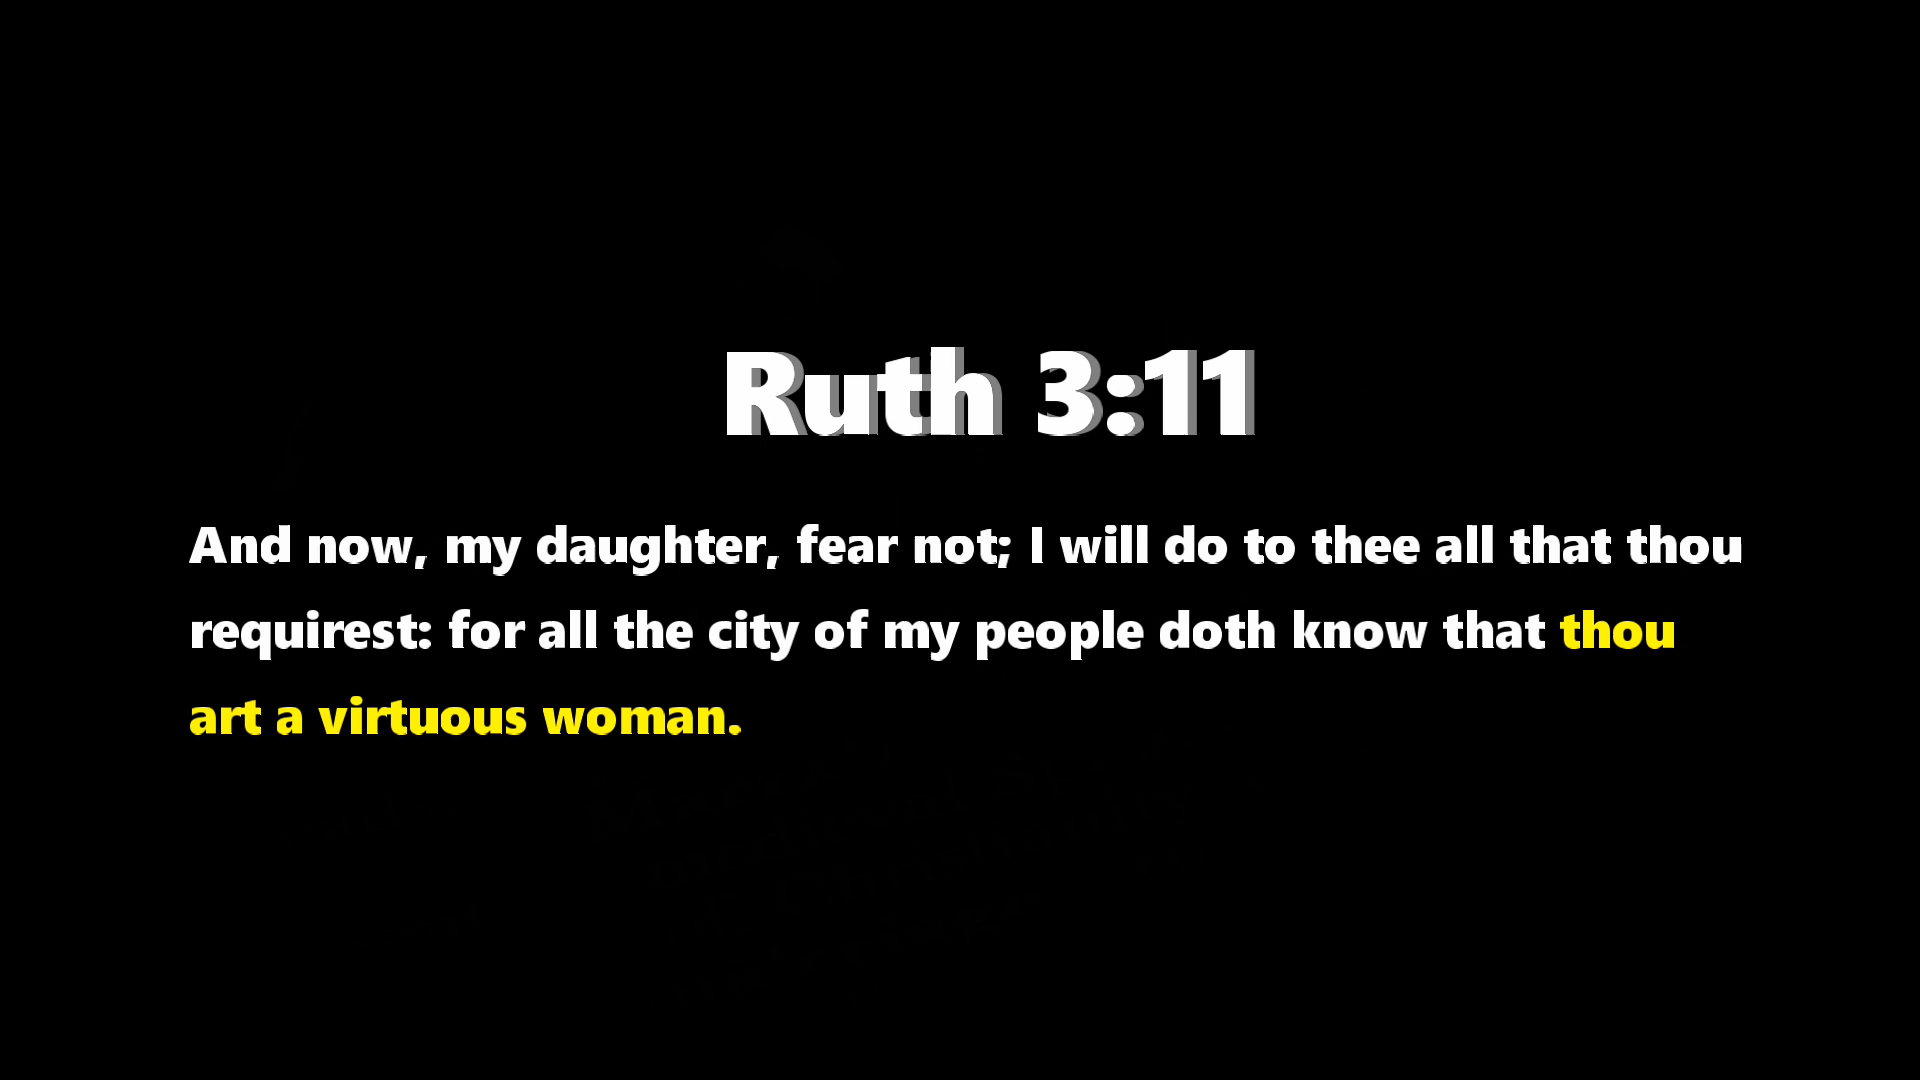 Ruth 3:11
And now, my daughter, fear not; I will do to thee all that thou
requirest: for all the city of my people doth know that thou
art a virtuous woman.